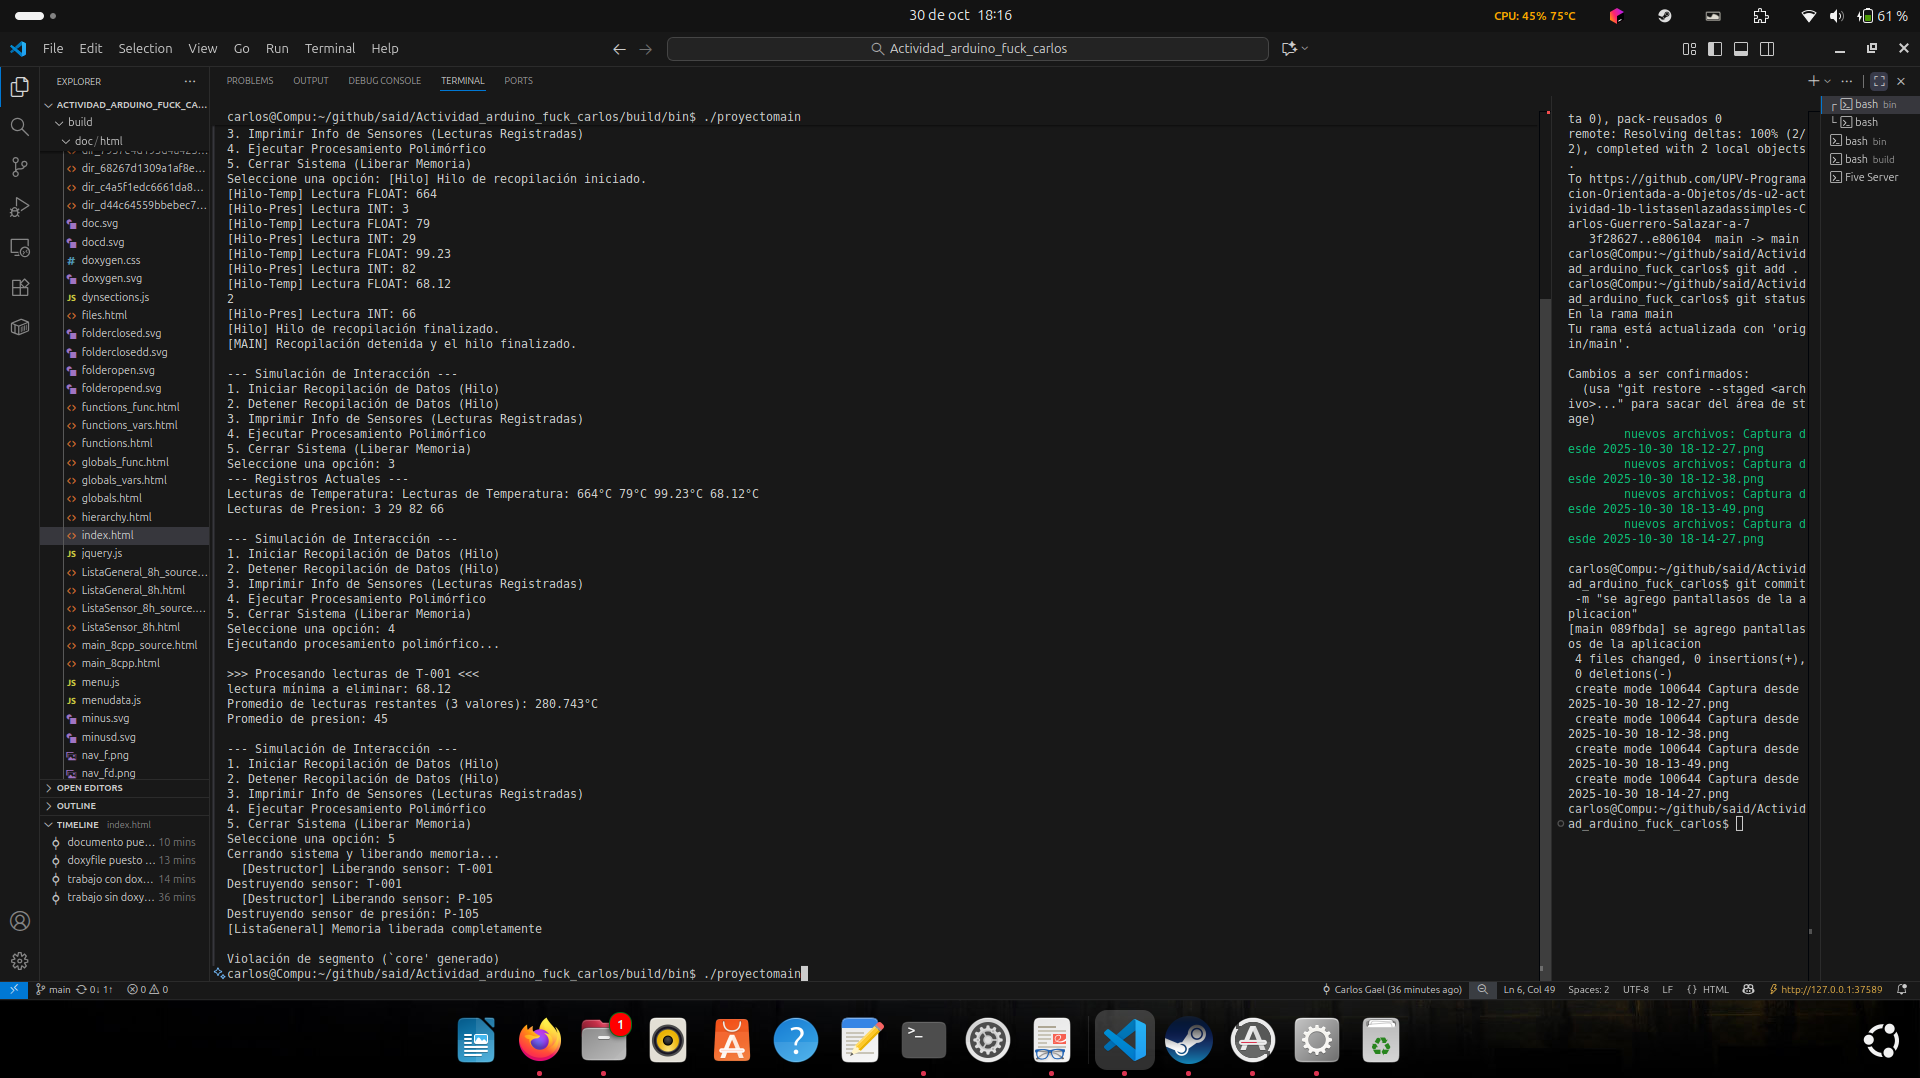 30 de oct 18:16
CPU: 45% 75°C
61 %
File Edit Selection View Go Run Terminal Help
Actividad_arduino_fuck_carlos
EXPLORER
ACTIVIDAD_ARDUINO_FUCK_CA...
build
doc/html
dir_68267d1309a1af8e...
dir_c4a5f1edc6661da8...
dir_d44c64559bbebec7...
doc.svg
docd.svg
doxygen.css
doxygen.svg
dynsections.js
files.html
folderclosed.svg
folderclosedd.svg
folderopen.svg
folderopend.svg
functions_func.html
functions_vars.html
functions.html
globals_func.html
globals_vars.html
globals.html
hierarchy.html
index.html
jquery.js
ListaGeneral_8h_source...
ListaGeneral_8h.html
ListaSensor_8h_source....
ListaSensor_8h.html
main_8cpp_source.html
main_8cpp.html
menu.js
menudata.js
minus.svg
minusd.svg
nav_f.png
nav_fd.png
OPEN EDITORS
OUTLINE
TIMELINE index.html
documento pue... 10 mins
doxyfile puesto ... 13 mins
trabajo con dox... 14 mins
trabajo sin doxy... 36 mins
PROBLEMS OUTPUT DEBUG CONSOLE TERMINAL PORTS
carlos@Compu:~/github/said/Actividad_arduino_fuck_carlos/build/bin$ ./proyectomain
3. Imprimir Info de Sensores (Lecturas Registradas)
4. Ejecutar Procesamiento Polimórfico
5. Cerrar Sistema (Liberar Memoria)
Seleccione una opción: [Hilo] Hilo de recopilación iniciado.
[Hilo-Temp] Lectura FLOAT: 664
[Hilo-Pres] Lectura INT: 3
[Hilo-Temp] Lectura FLOAT: 79
[Hilo-Pres] Lectura INT: 29
[Hilo-Temp] Lectura FLOAT: 99.23
[Hilo-Pres] Lectura INT: 82
[Hilo-Temp] Lectura FLOAT: 68.12
2
[Hilo-Pres] Lectura INT: 66
[Hilo] Hilo de recopilación finalizado.
[MAIN] Recopilación detenida y el hilo finalizado.
--- Simulación de Interacción ---
1. Iniciar Recopilación de Datos (Hilo)
2. Detener Recopilación de Datos (Hilo)
3. Imprimir Info de Sensores (Lecturas Registradas)
4. Ejecutar Procesamiento Polimórfico
5. Cerrar Sistema (Liberar Memoria)
Seleccione una opción: 3
--- Registros Actuales ---
Lecturas de Temperatura: Lecturas de Temperatura: 664°C 79°C 99.23°C 68.12°C
Lecturas de Presion: 3 29 82 66
--- Simulación de Interacción ---
1. Iniciar Recopilación de Datos (Hilo)
2. Detener Recopilación de Datos (Hilo)
3. Imprimir Info de Sensores (Lecturas Registradas)
4. Ejecutar Procesamiento Polimórfico
5. Cerrar Sistema (Liberar Memoria)
Seleccione una opción: 4
Ejecutando procesamiento polimórfico...
>>> Procesando lecturas de T-001 <<<
lectura mínima a eliminar: 68.12
Promedio de lecturas restantes (3 valores): 280.743°C
Promedio de presion: 45
--- Simulación de Interacción ---
1. Iniciar Recopilación de Datos (Hilo)
2. Detener Recopilación de Datos (Hilo)
3. Imprimir Info de Sensores (Lecturas Registradas)
4. Ejecutar Procesamiento Polimórfico
5. Cerrar Sistema (Liberar Memoria)
Seleccione una opción: 5
Cerrando sistema y liberando memoria...
[Destructor] Liberando sensor: T-001
Destruyendo sensor: T-001
[Destructor] Liberando sensor: P-105
Destruyendo sensor de presión: P-105
[ListaGeneral] Memoria liberada completamente
Violación de segmento (`core' generado)
carlos@Compu:~/github/said/Actividad_arduino_fuck_carlos/build/bin$ ./proyectomain
ta 0), pack-reusados 0
remote: Resolving deltas: 100% (2/
2), completed with 2 local objects
.
To https://github.com/UPV-Programa
cion-Orientada-a-Objetos/ds-u2-act
ividad-1b-listasenlazadassimples-C
arlos-Guerrero-Salazar-a-7
3f28627..e806104 main -> main
carlos@Compu:~/github/said/Activid
ad_arduino_fuck_carlos$ git add .
carlos@Compu:~/github/said/Activid
ad_arduino_fuck_carlos$ git status
En la rama main
Tu rama está actualizada con 'orig
in/main'.
Cambios a ser confirmados:
(usa "git restore --staged <arch
ivo>..." para sacar del área de st
age)
nuevos archivos: Captura d
esde 2025-10-30 18-12-27.png
nuevos archivos: Captura d
esde 2025-10-30 18-12-38.png
nuevos archivos: Captura d
esde 2025-10-30 18-13-49.png
nuevos archivos: Captura d
esde 2025-10-30 18-14-27.png
carlos@Compu:~/github/said/Activid
ad_arduino_fuck_carlos$ git commit
-m "se agrego pantallasos de la a
plicacion"
[main 089fbda] se agrego pantallas
os de la aplicacion
4 files changed, 0 insertions(+),
0 deletions(-)
create mode 100644 Captura desde
2025-10-30 18-12-27.png
create mode 100644 Captura desde
2025-10-30 18-12-38.png
create mode 100644 Captura desde
2025-10-30 18-13-49.png
create mode 100644 Captura desde
2025-10-30 18-14-27.png
carlos@Compu:~/github/said/Activid
ad_arduino_fuck_carlos$
bash bin
bash
bash bin
bash build
Five Server
main 0↓ 1↑ 0 0
Carlos Gael (36 minutes ago) Ln 6, Col 49 Spaces: 2 UTF-8 LF {} HTML http://127.0.0.1:37589
1